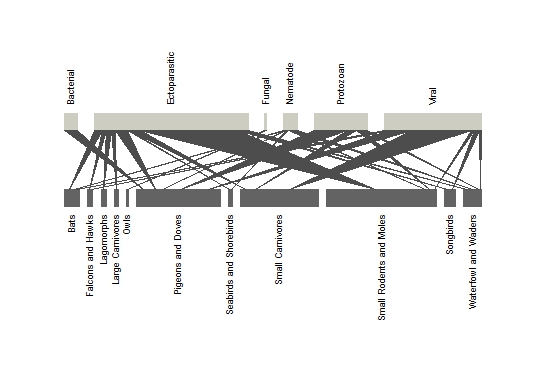 Bats
Falcons and Hawks
Lagomorphs
Large Carnivores
Owls
Pigeons and Doves
Seabirds and Shorebirds
Small Carnivores
Small Rodents and Moles
Songbirds
Waterfowl and Waders
Bacterial
Ectoparasitic
Fungal
Nematode
Protozoan
Viral